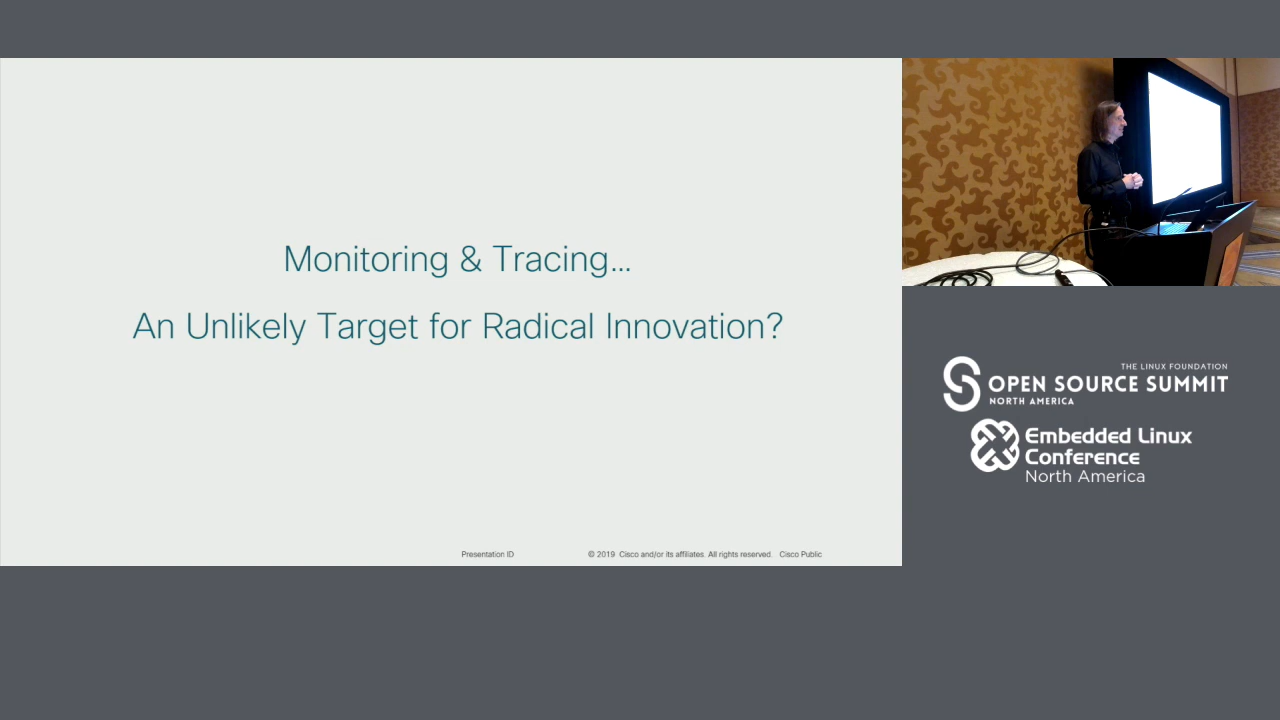 Monitoring & Tracing...
An Unlikely Target for Radical Innovation?
Presentation ID
© 2019 Cisco and/or its affiliates. All rights reserved. Cisco Public
THE LINUX FOUNDATION
OPEN SOURCE SUMMIT
NORTH AMERICA
Embedded Linux
Conference
North America